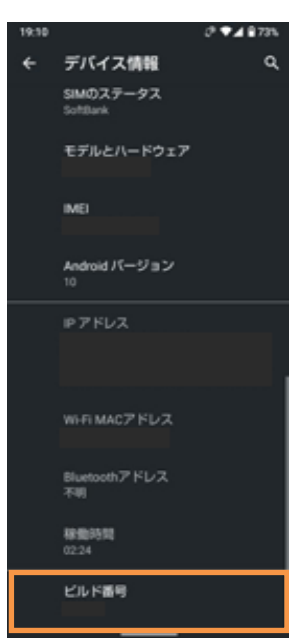 19:10
73%
デバイス情報
SIMのステータス
SoftBank
モデルとハードウェア
IMEI
Android バージョン
10
IP アドレス
Wi-Fi MACアドレス
Bluetoothアドレス
不明
稼働時間
02:24
ビルド番号